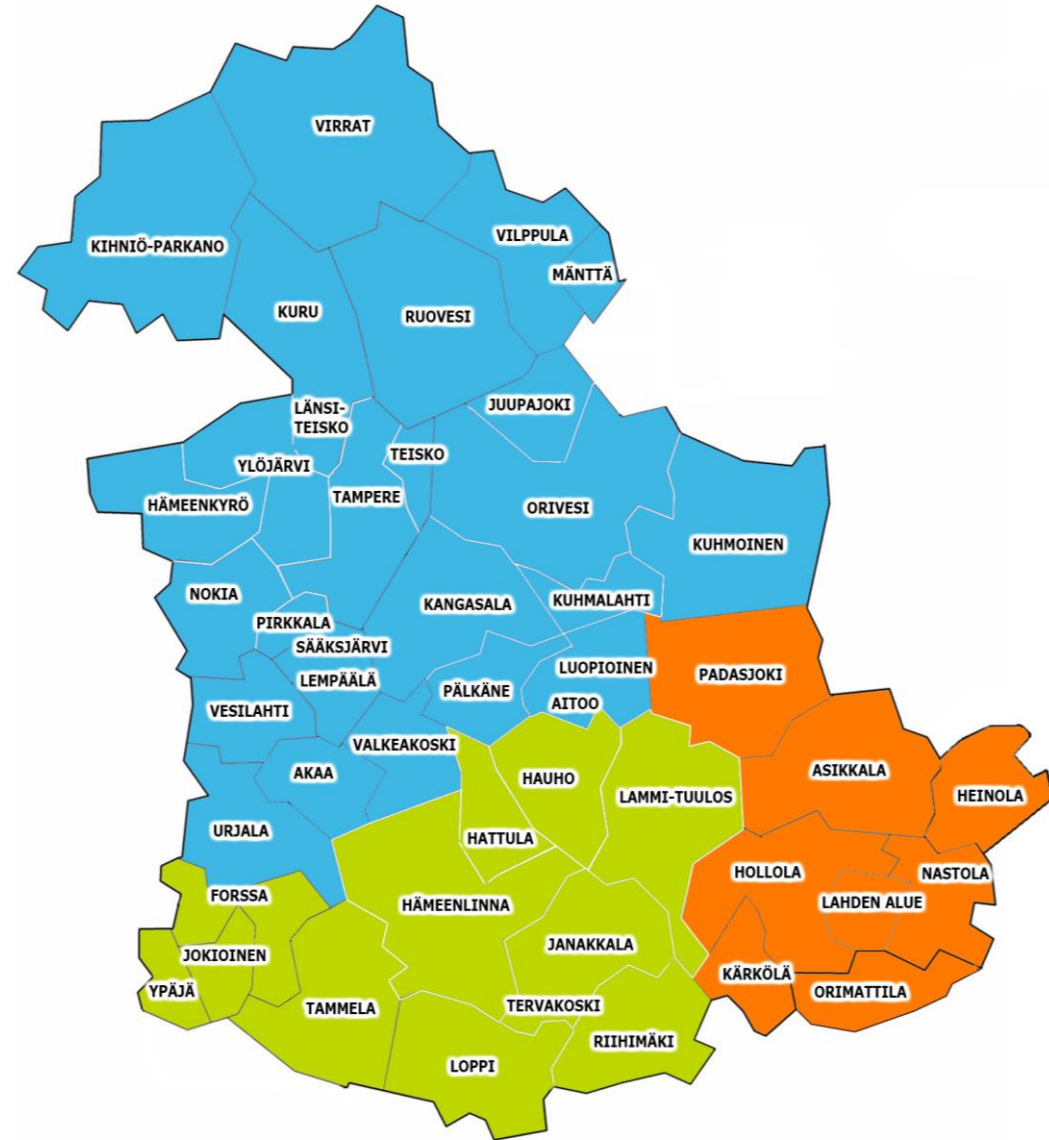 VIRRAT
VILPPULA
KIHNIÖ-PARKANO
MÄNTTÄ
KURU
RUOVESI
LÄNSI-
TEISKO
JUUPAJOKI
TEISKO
YLÖJÄRVI
TAMPERE
HÄMEENKYRÖ
ORIVESI
KUHMOINEN
NOKIA
KANGASALA
KUHMALAHTI
PIRKKALA
SÄÄKSJÄRVI
LUOPIOINEN
PADASJOKI
LEMPÄÄLÄ
PÄLKÄNE
AITOO
VESILAHTI
VALKEAKOSKI
ASIKKALA
AKAA
HAUHO
HEINOLA
LAMMI-TUULOS
URJALA
HATTULA
HOLLOLA
NASTOLA
FORSSA
HÄMEENLINNA
LAHDEN ALUE
JANAKKALA
JOKIOINEN
YPÄJÄ
KÄRKÖLÄ
ORIMATTILA
TAMMELA
TERVAKOSKI
RIIHIMÄKI
LOPPI